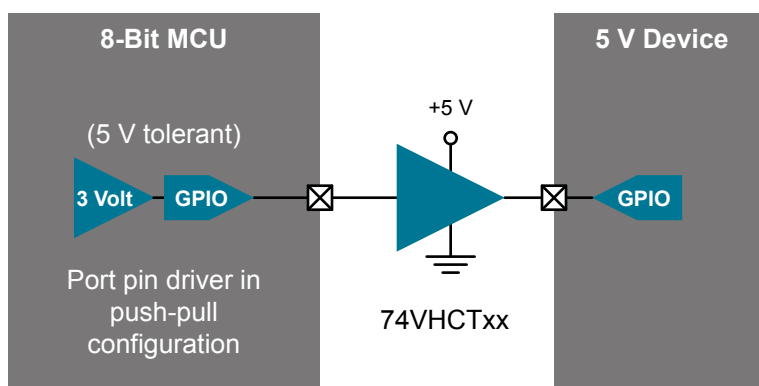 8-Bit MCU
5 V Device
(5 V tolerant)
+5 V
3 Volt
GPIO
GPIO
Port pin driver in
push-pull
configuration
74VHCTxx